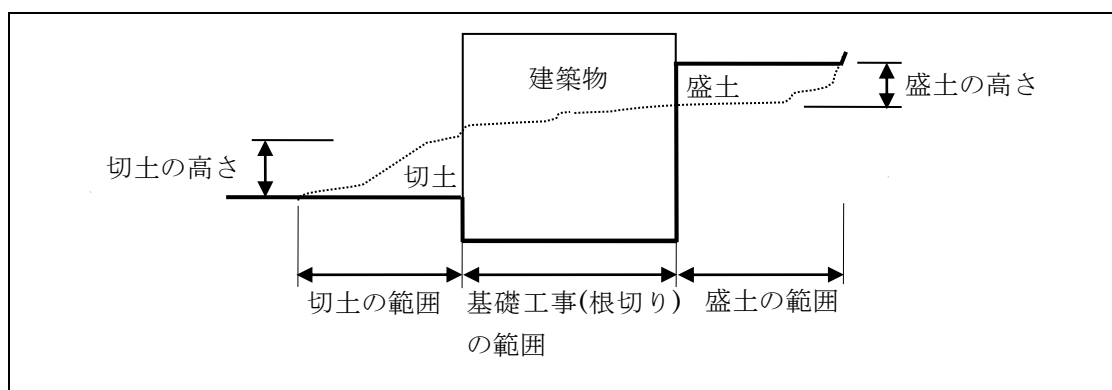 建築物
盛土
盛土の高さ
切土の高さ
切土
切土の範囲
基礎工事(根切り)
の範囲
盛土の範囲